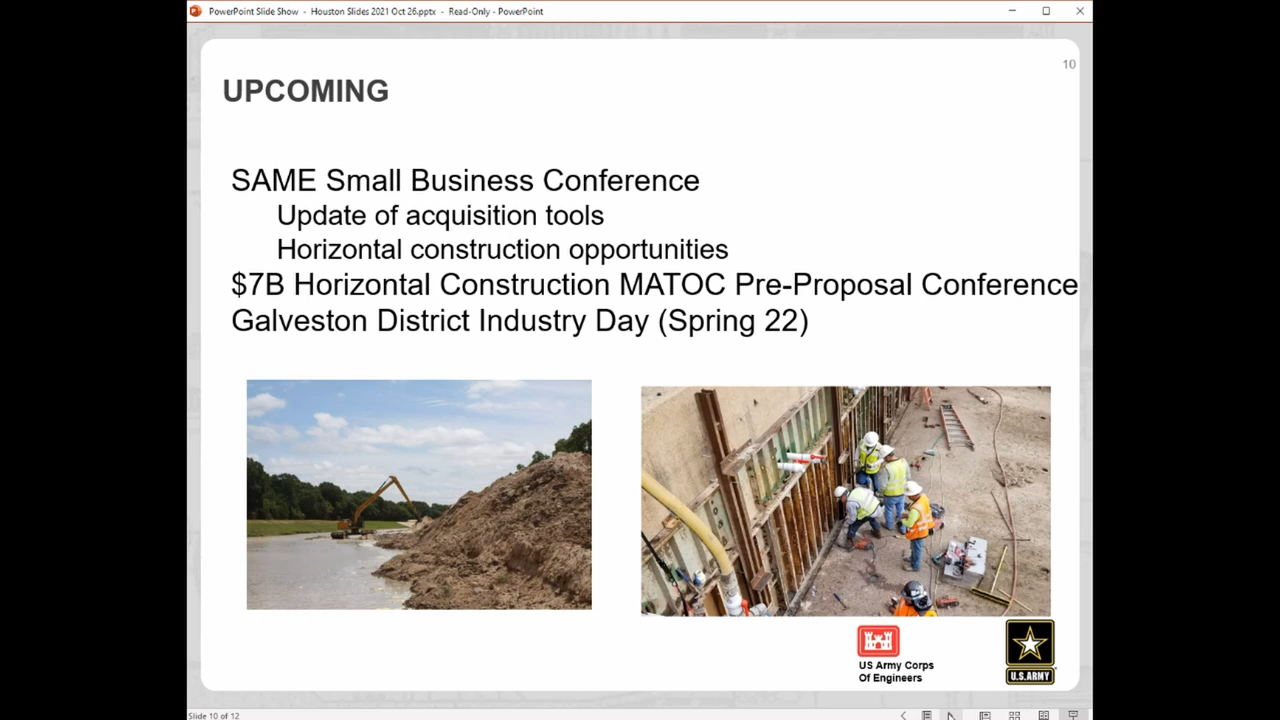 PowerPoint Slide Show - Houston Slides 2021 Oct 26.pptx - Read-Only - PowerPoint
10
UPCOMING
SAME Small Business Conference
Update of acquisition tools
Horizontal construction opportunities
$7B Horizontal Construction MATOC Pre-Proposal Conference
Galveston District Industry Day (Spring 22)
US Army Corps
Of Engineers
U.S.ARMY
Slide 10 of 12